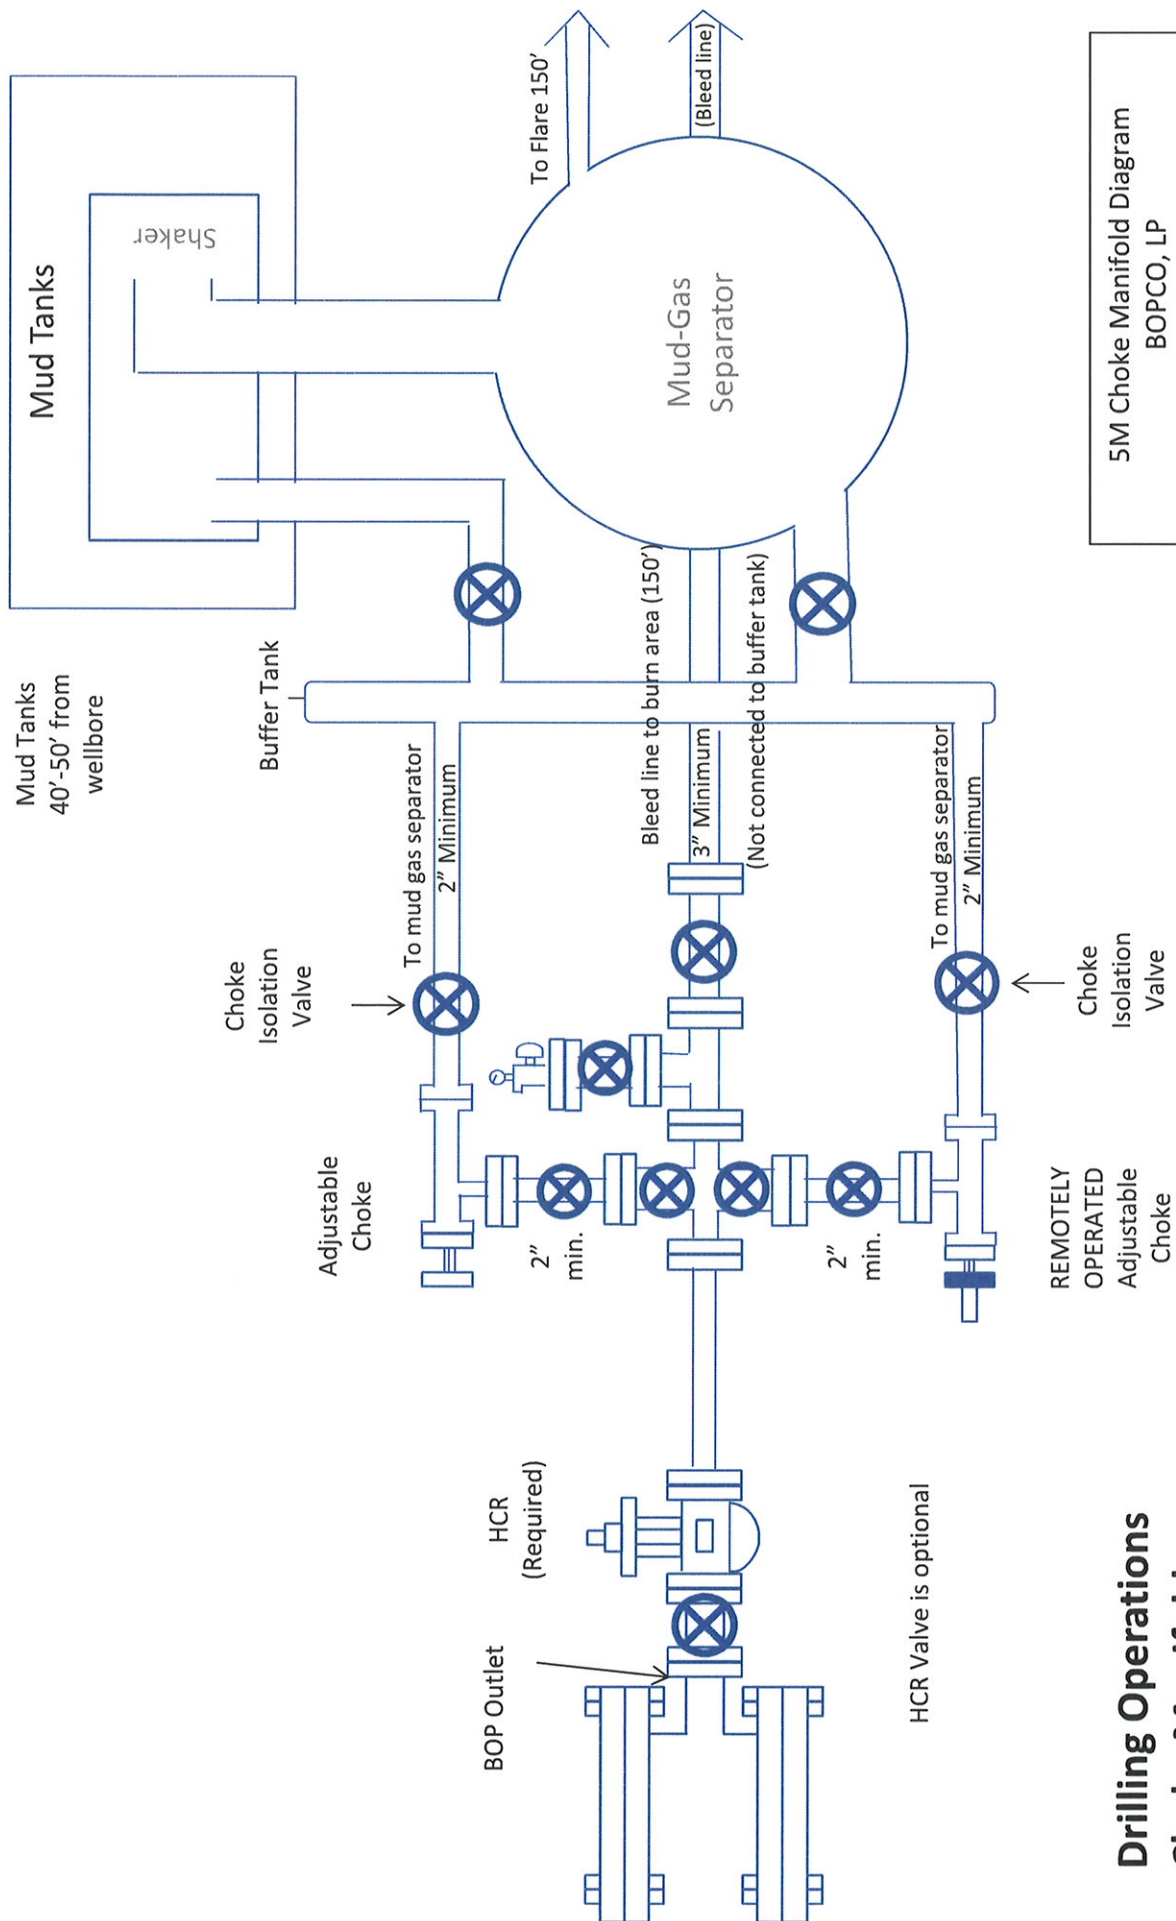 Mud Tanks
40'-50' from
wellbore
Mud Tanks
Shaker
Buffer Tank
To Flare 150'
(Bleed line)
Mud-Gas
Separator
Choke
Isolation
Valve
To mud gas separator
2" Minimum
Bleed line to burn area (150')
3" Minimum
(Not connected to buffer tank)
To mud gas separator
2" Minimum
Choke
Isolation
Valve
Adjustable
Choke
2"
min.
2"
min.
REMOTELY
OPERATED
Adjustable
Choke
HCR
(Required)
BOP Outlet
HCR Valve is optional
Drilling Operations
5M Choke Manifold Diagram
BOPCO, LP